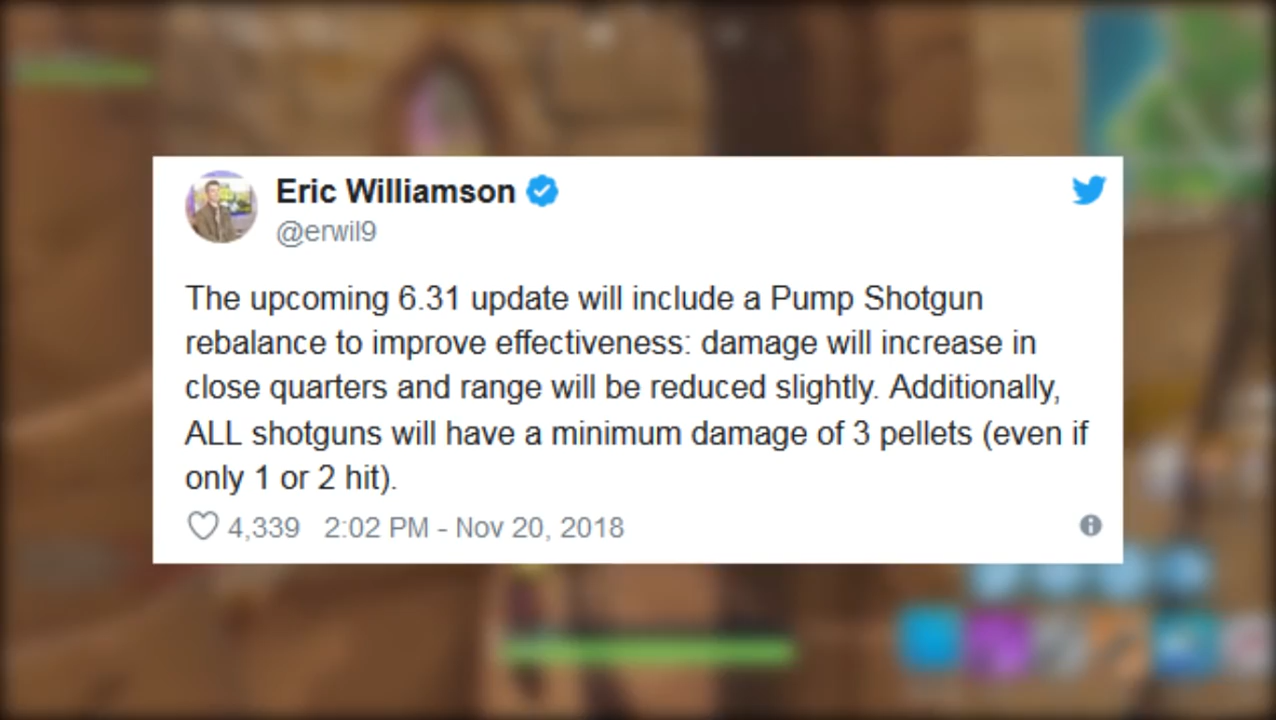 Eric Williamson
@erwil9
The upcoming 6.31 update will include a Pump Shotgun
rebalance to improve effectiveness: damage will increase in
close quarters and range will be reduced slightly. Additionally,
ALL shotguns will have a minimum damage of 3 pellets (even if
only 1 or 2 hit).
4,339 2:02 PM - Nov 20, 2018